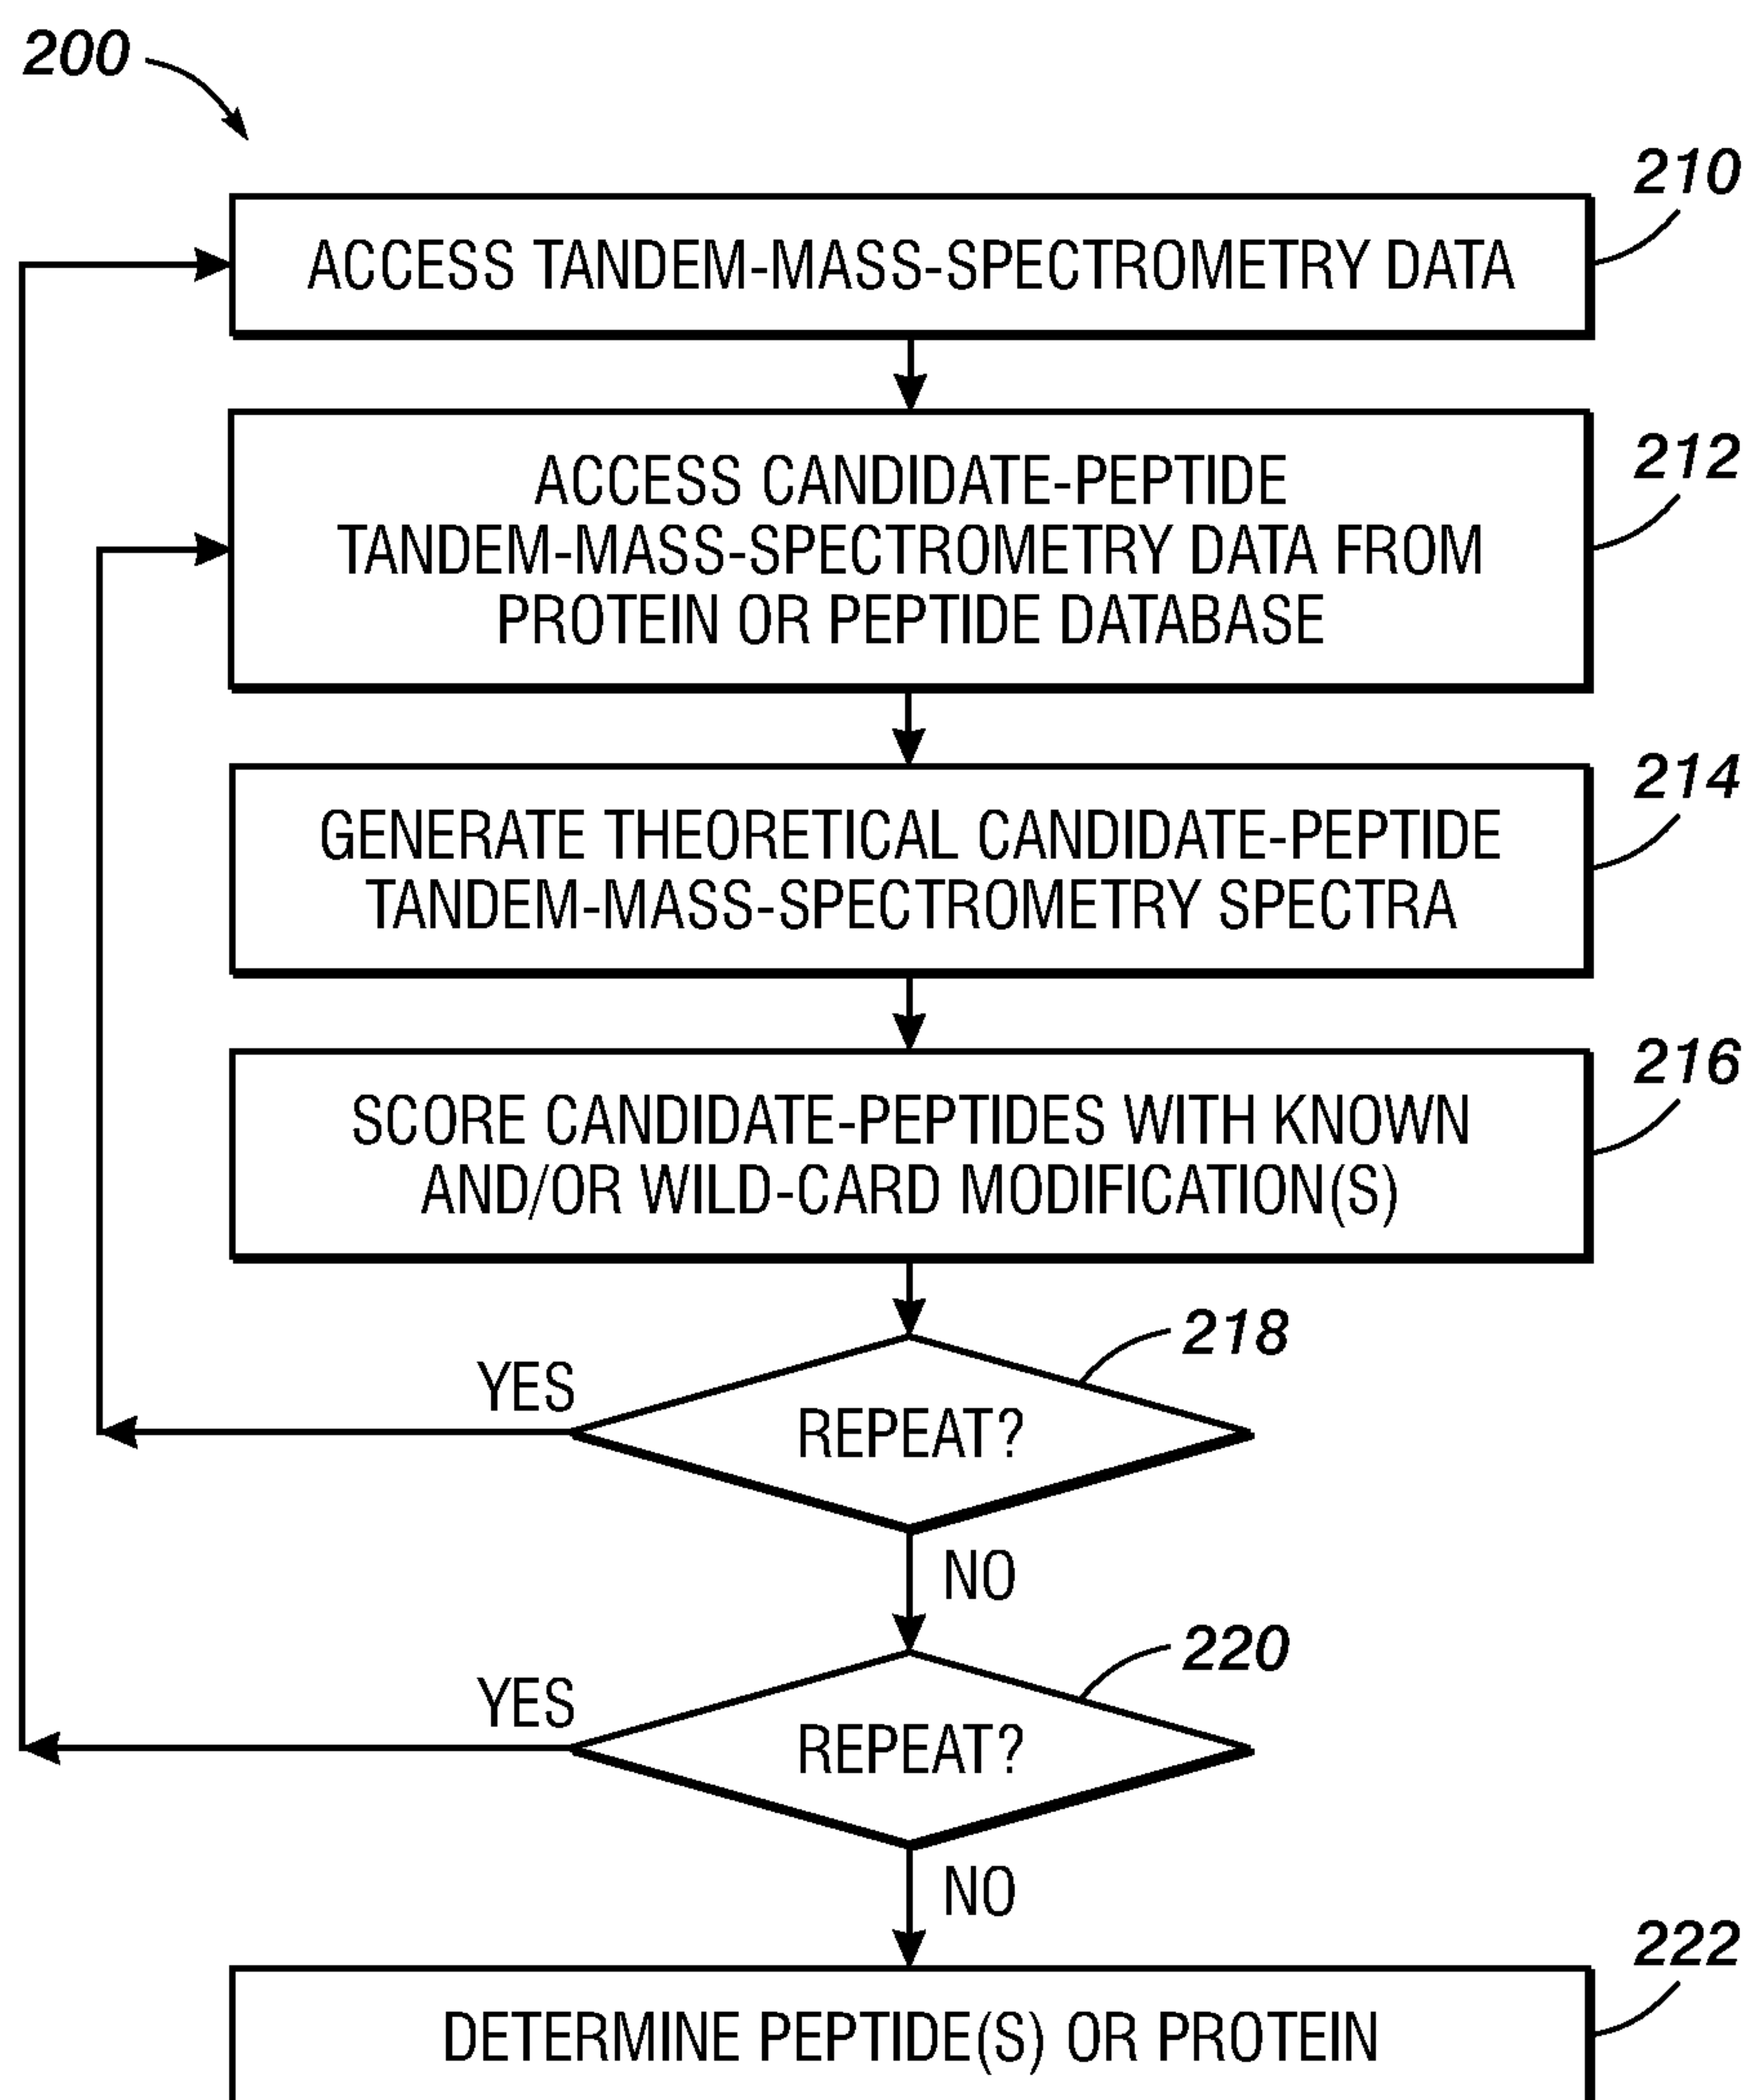 200
210
ACCESS TANDEM-MASS-SPECTROMETRY DATA
212
ACCESS CANDIDATE-PEPTIDE
TANDEM-MASS-SPECTROMETRY DATA FROM
PROTEIN OR PEPTIDE DATABASE
214
GENERATE THEORETICAL CANDIDATE-PEPTIDE
TANDEM-MASS-SPECTROMETRY SPECTRA
216
SCORE CANDIDATE-PEPTIDES WITH KNOWN
AND/OR WILD-CARD MODIFICATION(S)
218
YES
REPEAT?
NO
220
YES
REPEAT?
NO
222
DETERMINE PEPTIDE(S) OR PROTEIN